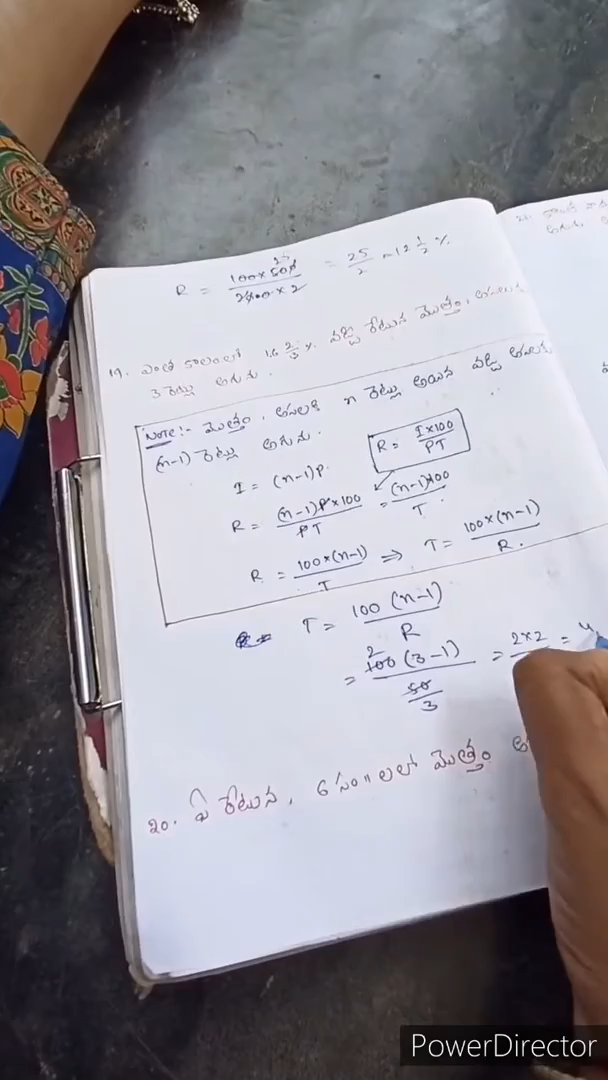 R = 100×50/2400×2 = 25/2 = 12 1/2 %
19. ఎంత కాలంలో 16 2/3 % వడ్డీ రేటున మొత్తం, అసలుకు
3 రెట్లు అగును.
NOTE:- మొత్తం, అసలుకి n రెట్లు అయిన వడ్డీ అసలుకు
(n-1) రెట్లు అగును.
I = (n-1)P.
R = I×100/PT
R = (n-1)P×100/PT = (n-1)100/T
R = 100×(n-1)/T ⇒ T = 100×(n-1)/R.
T = 100 (n-1)/R
= 100 (3-1)/50/3 = 2×2 = 4
20. ఏ రేటున, 6 సం॥లలో మొత్తం
PowerDirector